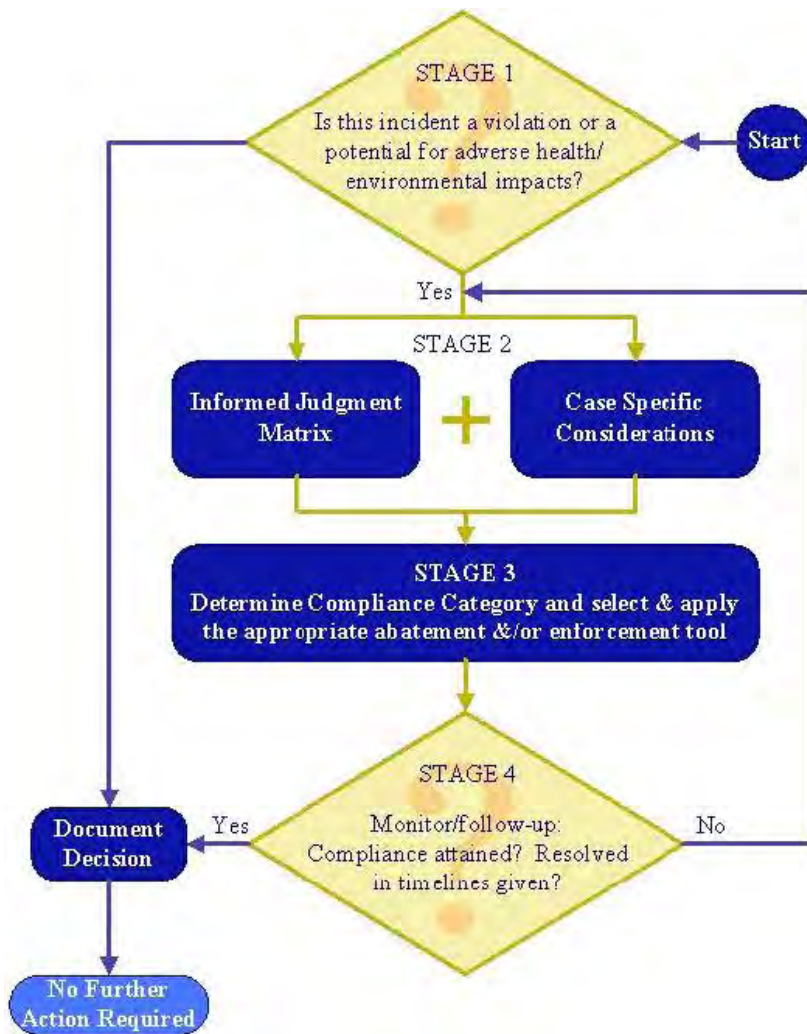 STAGE 1
Is this incident a violation or a
potential for adverse health/
environmental impacts?
Start
Yes
STAGE 2
Informed Judgment
Matrix
+
Case Specific
Considerations
STAGE 3
Determine Compliance Category and select & apply
the appropriate abatement &/or enforcement tool
STAGE 4
Monitor/follow-up:
Compliance attained? Resolved
in timelines given?
Yes
No
Document
Decision
No Further
Action Required